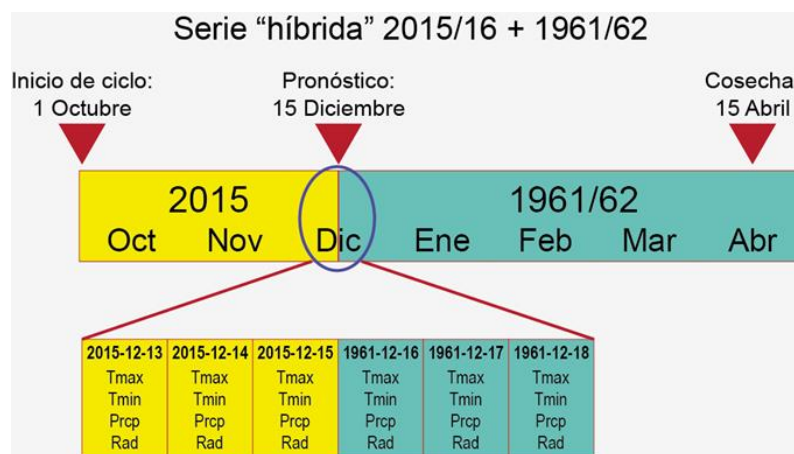 Serie “híbrida” 2015/16 + 1961/62
Inicio de ciclo:
1 Octubre
Pronóstico:
15 Diciembre
Cosecha
15 Abril
2015
1961/62
Oct Nov Dic Ene Feb Mar Abr
2015-12-13 2015-12-14 2015-12-15 1961-12-16 1961-12-17 1961-12-18
Tmax Tmax Tmax Tmax Tmax Tmax
Tmin Tmin Tmin Tmin Tmin Tmin
Prcp Prcp Prcp Prcp Prcp Prcp
Rad Rad Rad Rad Rad Rad